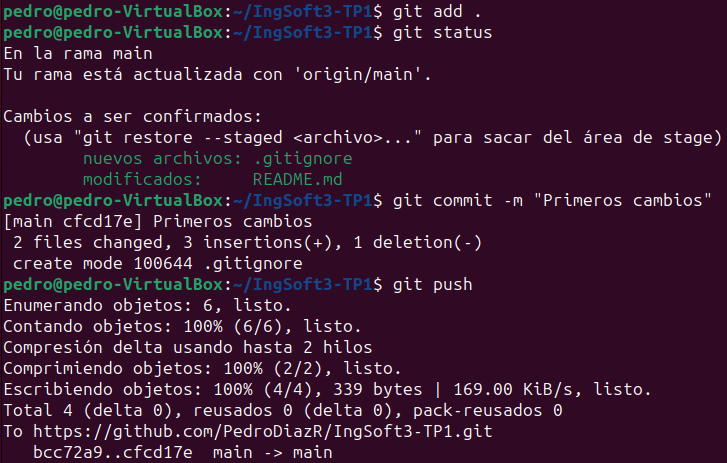 pedro@pedro-VirtualBox:~/IngSoft3-TP1$ git add .
pedro@pedro-VirtualBox:~/IngSoft3-TP1$ git status
En la rama main
Tu rama está actualizada con 'origin/main'.

Cambios a ser confirmados:
  (usa "git restore --staged <archivo>..." para sacar del área de stage)
        nuevos archivos: .gitignore
        modificados:     README.md
pedro@pedro-VirtualBox:~/IngSoft3-TP1$ git commit -m "Primeros cambios"
[main cfcd17e] Primeros cambios
 2 files changed, 3 insertions(+), 1 deletion(-)
 create mode 100644 .gitignore
pedro@pedro-VirtualBox:~/IngSoft3-TP1$ git push
Enumerando objetos: 6, listo.
Contando objetos: 100% (6/6), listo.
Compresión delta usando hasta 2 hilos
Comprimiendo objetos: 100% (2/2), listo.
Escribiendo objetos: 100% (4/4), 339 bytes | 169.00 KiB/s, listo.
Total 4 (delta 0), reusados 0 (delta 0), pack-reusados 0
To https://github.com/PedroDiazR/IngSoft3-TP1.git
   bcc72a9..cfcd17e  main -> main